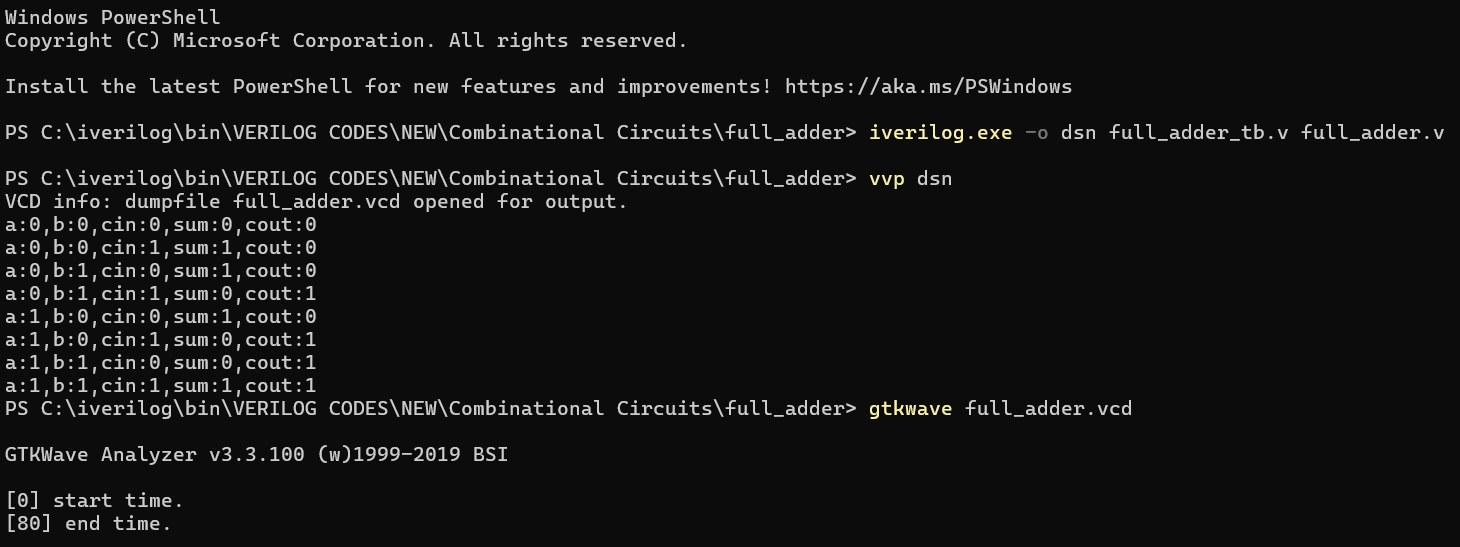 Windows PowerShell
Copyright (C) Microsoft Corporation. All rights reserved.
Install the latest PowerShell for new features and improvements! https://aka.ms/PSWindows
PS C:\iverilog\bin\VERILOG CODES\NEW\Combinational Circuits\full_adder> iverilog.exe -o dsn full_adder_tb.v full_adder.v
PS C:\iverilog\bin\VERILOG CODES\NEW\Combinational Circuits\full_adder> vvp dsn
VCD info: dumpfile full_adder.vcd opened for output.
a:0,b:0,cin:0,sum:0,cout:0
a:0,b:0,cin:1,sum:1,cout:0
a:0,b:1,cin:0,sum:1,cout:0
a:0,b:1,cin:1,sum:0,cout:1
a:1,b:0,cin:0,sum:1,cout:0
a:1,b:0,cin:1,sum:0,cout:1
a:1,b:1,cin:0,sum:0,cout:1
a:1,b:1,cin:1,sum:1,cout:1
PS C:\iverilog\bin\VERILOG CODES\NEW\Combinational Circuits\full_adder> gtkwave full_adder.vcd
GTKWave Analyzer v3.3.100 (w)1999-2019 BSI
[0] start time.
[80] end time.